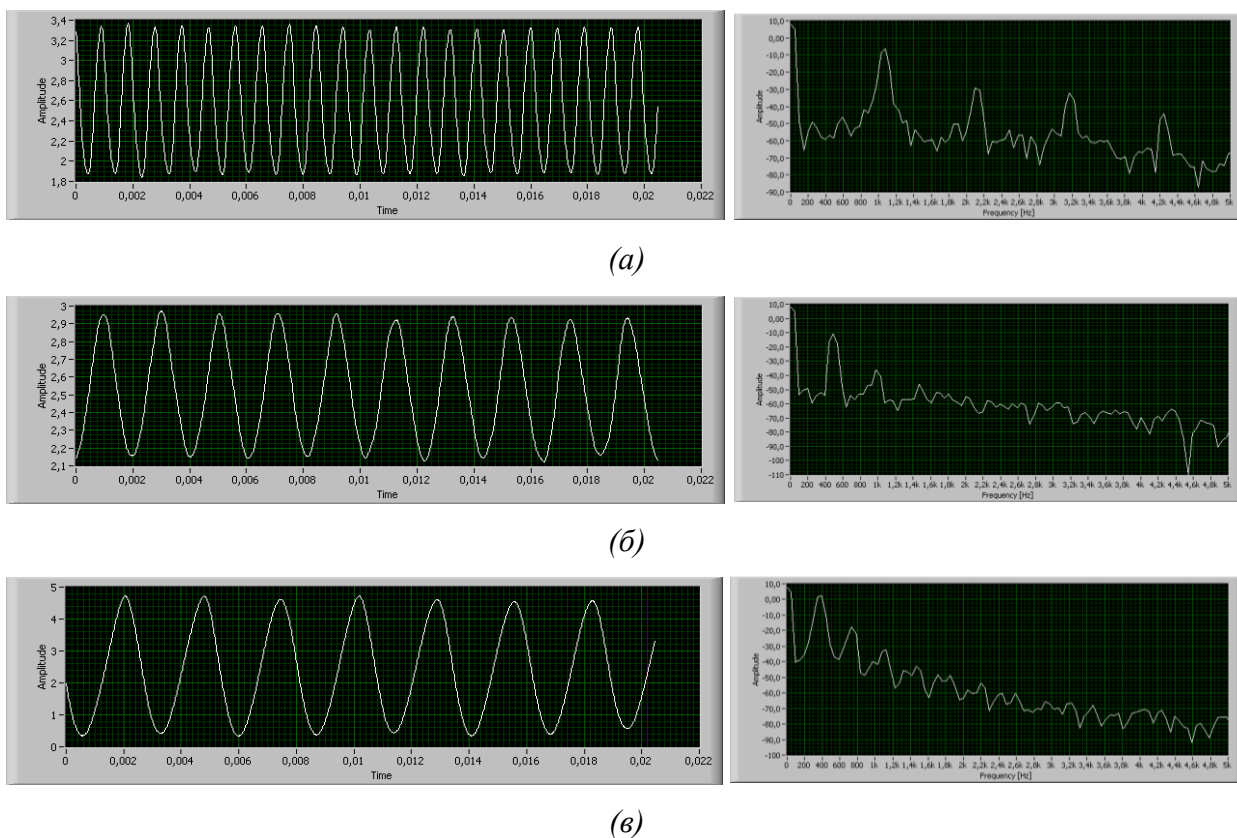 3,4
3,2
3
2,8
2,6
2,4
2,2
2
1,8
Amplitude
0 0,002 0,004 0,006 0,008 0,01 0,012 0,014 0,016 0,018 0,02 0,022
Time
10,0
0,00
-10,0
-20,0
-30,0
-40,0
-50,0
-60,0
-70,0
-80,0
-90,0
Amplitude
0 200 400 600 800 1k 1,2k 1,4k 1,6k 1,8k 2k 2,2k 2,4k 2,6k 2,8k 3k 3,2k 3,4k 3,6k 3,8k 4k 4,2k 4,4k 4,6k 4,8k 5k
Frequency [Hz]
(а)
3
2,9
2,8
2,7
2,6
2,5
2,4
2,3
2,2
2,1
Amplitude
0 0,002 0,004 0,006 0,008 0,01 0,012 0,014 0,016 0,018 0,02 0,022
Time
10,0
0,00
-10,0
-20,0
-30,0
-40,0
-50,0
-60,0
-70,0
-80,0
-90,0
-100
-110
Amplitude
0 200 400 600 800 1k 1,2k 1,4k 1,6k 1,8k 2k 2,2k 2,4k 2,6k 2,8k 3k 3,2k 3,4k 3,6k 3,8k 4k 4,2k 4,4k 4,6k 4,8k 5k
Frequency [Hz]
(б)
5
4
3
2
1
0
Amplitude
0 0,002 0,004 0,006 0,008 0,01 0,012 0,014 0,016 0,018 0,02 0,022
Time
10,0
0,00
-10,0
-20,0
-30,0
-40,0
-50,0
-60,0
-70,0
-80,0
-90,0
-100
Amplitude
0 200 400 600 800 1k 1,2k 1,4k 1,6k 1,8k 2k 2,2k 2,4k 2,6k 2,8k 3k 3,2k 3,4k 3,6k 3,8k 4k 4,2k 4,4k 4,6k 4,8k 5k
Frequency [Hz]
(в)